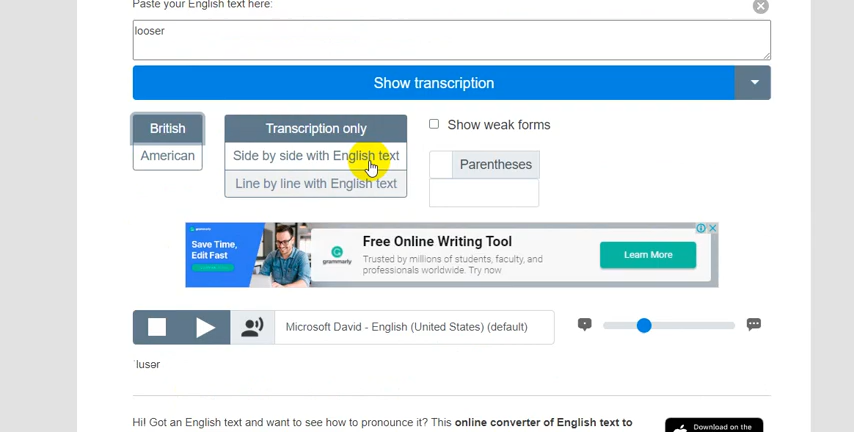 Paste your English text here:
looser
Show transcription
British
American
Transcription only
Side by side with English text
Line by line with English text
Show weak forms
Parentheses
grammarly
Save Time,
Edit Fast
grammarly
Free Online Writing Tool
Trusted by millions of students, faculty, and
professionals worldwide. Try now
Learn More
Microsoft David - English (United States) (default)
ˈlusər
Hi! Got an English text and want to see how to pronounce it? This online converter of English text to
Download on the